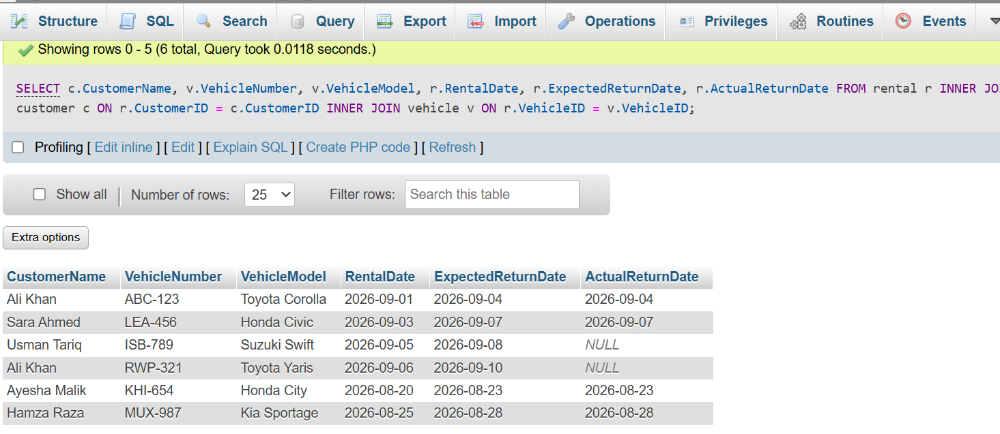 Structure SQL Search Query Export Import Operations Privileges Routines Events
Showing rows 0 - 5 (6 total, Query took 0.0118 seconds.)
SELECT c.CustomerName, v.VehicleNumber, v.VehicleModel, r.RentalDate, r.ExpectedReturnDate, r.ActualReturnDate FROM rental r INNER JOI
customer c ON r.CustomerID = c.CustomerID INNER JOIN vehicle v ON r.VehicleID = v.VehicleID;
Profiling [ Edit inline ] [ Edit ] [ Explain SQL ] [ Create PHP code ] [ Refresh ]
Show all Number of rows: 25 Filter rows: Search this table
Extra options
CustomerName VehicleNumber VehicleModel RentalDate ExpectedReturnDate ActualReturnDate
Ali Khan ABC-123 Toyota Corolla 2026-09-01 2026-09-04 2026-09-04
Sara Ahmed LEA-456 Honda Civic 2026-09-03 2026-09-07 2026-09-07
Usman Tariq ISB-789 Suzuki Swift 2026-09-05 2026-09-08 NULL
Ali Khan RWP-321 Toyota Yaris 2026-09-06 2026-09-10 NULL
Ayesha Malik KHI-654 Honda City 2026-08-20 2026-08-23 2026-08-23
Hamza Raza MUX-987 Kia Sportage 2026-08-25 2026-08-28 2026-08-28